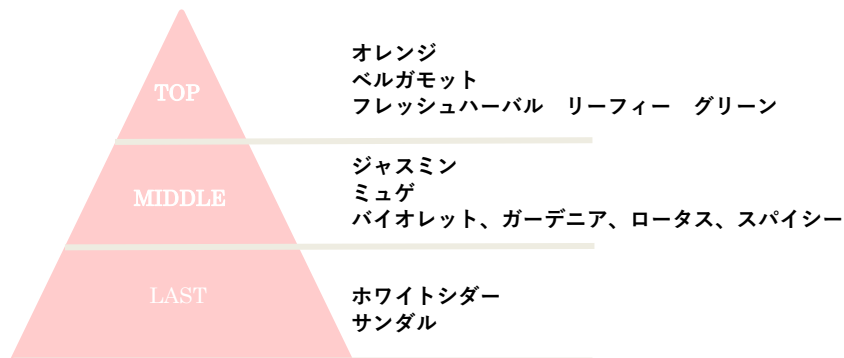 TOP
オレンジ
ベルガモット
フレッシュハーバル　リーフィー　グリーン
MIDDLE
ジャスミン
ミュゲ
バイオレット、ガーデニア、ロータス、スパイシー
LAST
ホワイトシダー
サンダル